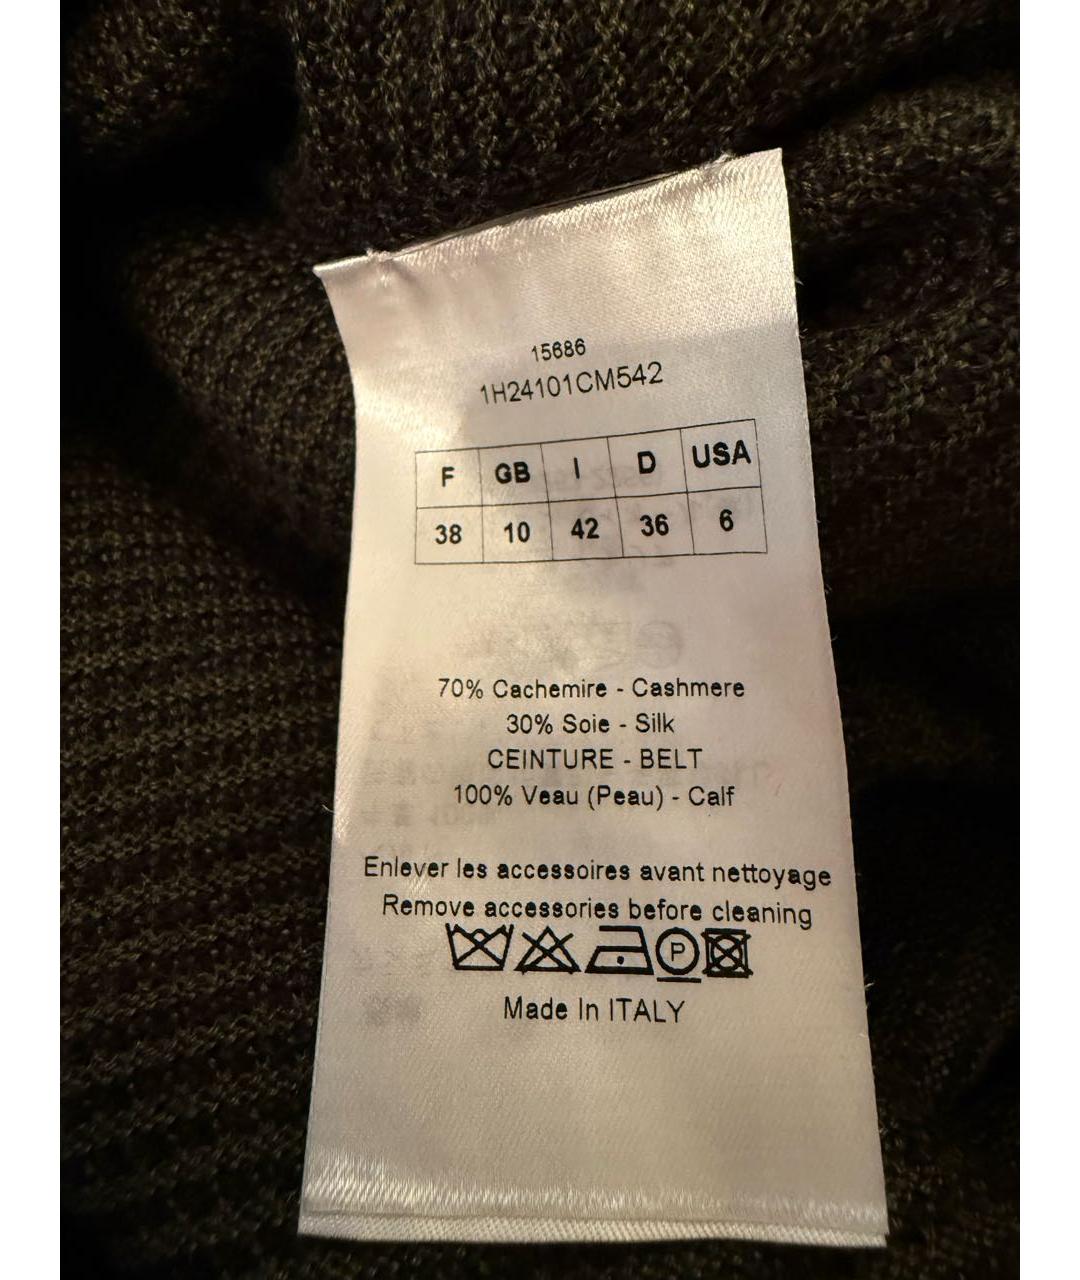 15686
1H24101CM542
F GB I D USA
38 10 42 36 6
70% Cachemire - Cashmere
30% Soie - Silk
CEINTURE - BELT
100% Veau (Peau) - Calf
Enlever les accessoires avant nettoyage
Remove accessories before cleaning
P
Made In ITALY